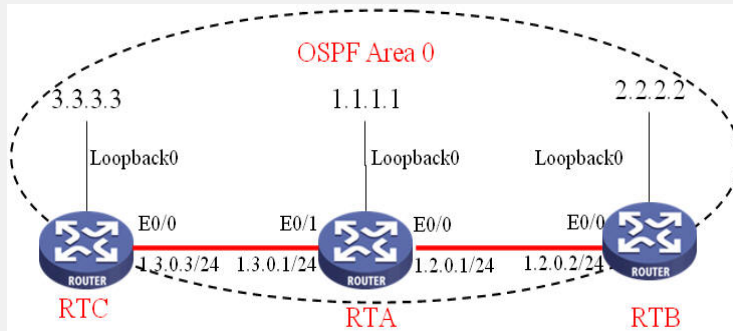 OSPF Area 0
3.3.3.3 1.1.1.1 2.2.2.2
Loopback0 Loopback0 Loopback0
E0/0 E0/1 E0/0 E0/0
1.3.0.3/24 1.3.0.1/24 1.2.0.1/24 1.2.0.2/24
ROUTER ROUTER ROUTER
RTC RTA RTB